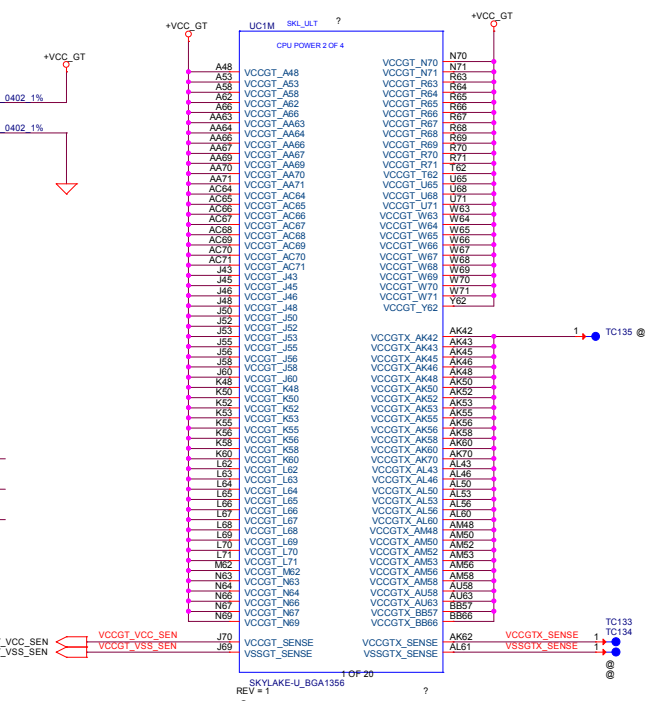 +VCC_GT
0402_1%
0402_1%
+VCC_GT
UC1M SKL_ULT ?
+VCC_GT
CPU POWER 2 OF 4
A48 VCCGT_A48
A53 VCCGT_A53
A58 VCCGT_A58
A62 VCCGT_A62
A66 VCCGT_A66
AA63 VCCGT_AA63
AA64 VCCGT_AA64
AA66 VCCGT_AA66
AA67 VCCGT_AA67
AA69 VCCGT_AA69
AA70 VCCGT_AA70
AA71 VCCGT_AA71
AC64 VCCGT_AC64
AC65 VCCGT_AC65
AC66 VCCGT_AC66
AC67 VCCGT_AC67
AC68 VCCGT_AC68
AC69 VCCGT_AC69
AC70 VCCGT_AC70
AC71 VCCGT_AC71
J43 VCCGT_J43
J45 VCCGT_J45
J46 VCCGT_J46
J48 VCCGT_J48
J50 VCCGT_J50
J52 VCCGT_J52
J53 VCCGT_J53
J55 VCCGT_J55
J56 VCCGT_J56
J58 VCCGT_J58
J60 VCCGT_J60
K48 VCCGT_K48
K50 VCCGT_K50
K52 VCCGT_K52
K53 VCCGT_K53
K55 VCCGT_K55
K56 VCCGT_K56
K58 VCCGT_K58
K60 VCCGT_K60
L62 VCCGT_L62
L63 VCCGT_L63
L64 VCCGT_L64
L65 VCCGT_L65
L66 VCCGT_L66
L67 VCCGT_L67
L68 VCCGT_L68
L69 VCCGT_L69
L70 VCCGT_L70
L71 VCCGT_L71
M62 VCCGT_M62
N63 VCCGT_N63
N64 VCCGT_N64
N66 VCCGT_N66
N67 VCCGT_N67
N69 VCCGT_N69
VCCGT_N70 N70
VCCGT_N71 N71
VCCGT_R63 R63
VCCGT_R64 R64
VCCGT_R65 R65
VCCGT_R66 R66
VCCGT_R67 R67
VCCGT_R68 R68
VCCGT_R69 R69
VCCGT_R70 R70
VCCGT_R71 R71
VCCGT_T62 T62
VCCGT_U65 U65
VCCGT_U68 U68
VCCGT_U71 U71
VCCGT_W63 W63
VCCGT_W64 W64
VCCGT_W65 W65
VCCGT_W66 W66
VCCGT_W67 W67
VCCGT_W68 W68
VCCGT_W69 W69
VCCGT_W70 W70
VCCGT_W71 W71
VCCGT_Y62 Y62
VCCGTX_AK42 AK42 1 TC135 @
VCCGTX_AK43 AK43
VCCGTX_AK45 AK45
VCCGTX_AK46 AK46
VCCGTX_AK48 AK48
VCCGTX_AK50 AK50
VCCGTX_AK52 AK52
VCCGTX_AK53 AK53
VCCGTX_AK55 AK55
VCCGTX_AK56 AK56
VCCGTX_AK58 AK58
VCCGTX_AK60 AK60
VCCGTX_AK70 AK70
VCCGTX_AL43 AL43
VCCGTX_AL46 AL46
VCCGTX_AL50 AL50
VCCGTX_AL53 AL53
VCCGTX_AL56 AL56
VCCGTX_AL60 AL60
VCCGTX_AM48 AM48
VCCGTX_AM50 AM50
VCCGTX_AM52 AM52
VCCGTX_AM53 AM53
VCCGTX_AM56 AM56
VCCGTX_AM58 AM58
VCCGTX_AU58 AU58
VCCGTX_AU63 AU63
VCCGTX_BB57 BB57
VCCGTX_BB66 BB66
_VCC_SEN VCCGT_VCC_SEN J70 VCCGT_SENSE
_VSS_SEN VCCGT_VSS_SEN J69 VSSGT_SENSE
VCCGTX_SENSE AK62 VCCGTX_SENSE 1 TC133
VSSGTX_SENSE AL61 VSSGTX_SENSE 1 TC134
@
@
1 OF 20
SKYLAKE-U_BGA1356
REV = 1 ?